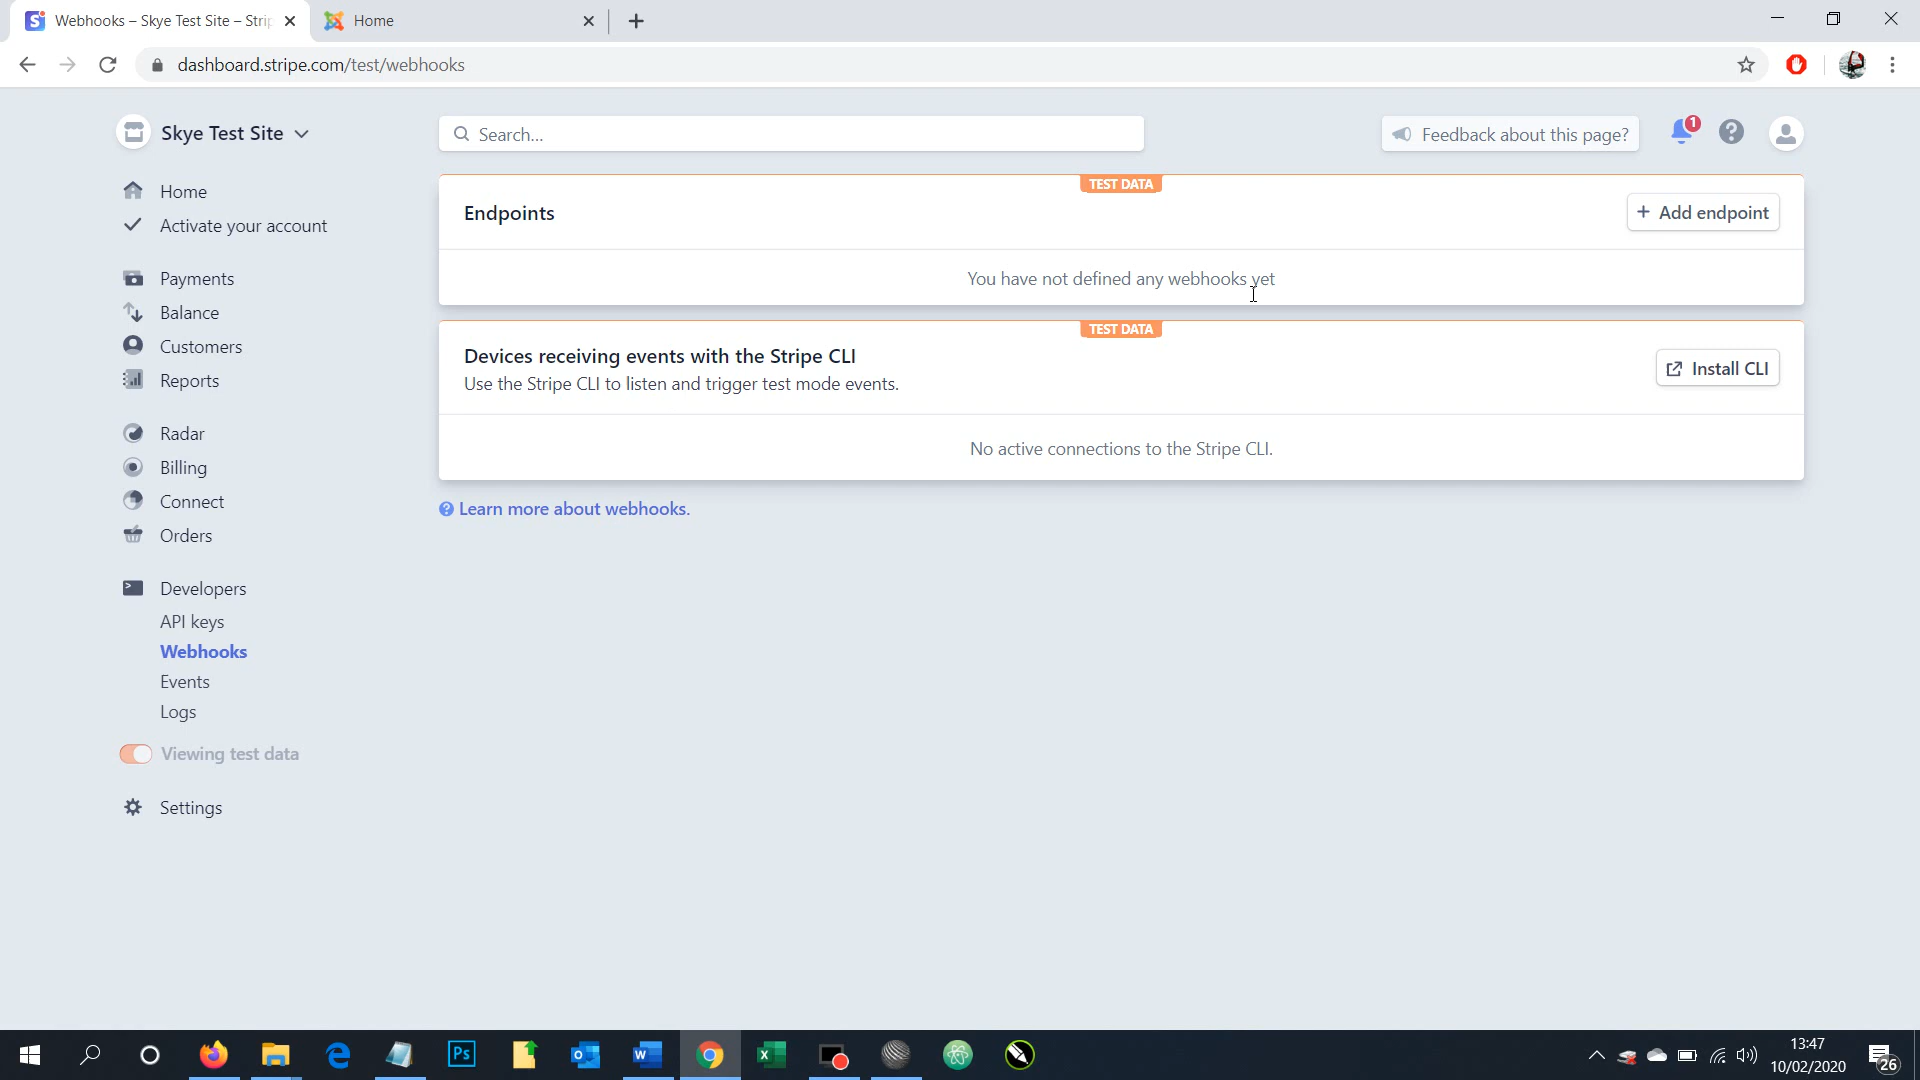 Webhooks – Skye Test Site – Strip
Home
dashboard.stripe.com/test/webhooks
Skye Test Site
Search...
Feedback about this page?
1
Home
Activate your account
Payments
Balance
Customers
Reports
Radar
Billing
Connect
Orders
Developers
API keys
Webhooks
Events
Logs
Viewing test data
Settings
TEST DATA
Endpoints
+ Add endpoint
You have not defined any webhooks yet
TEST DATA
Devices receiving events with the Stripe CLI
Use the Stripe CLI to listen and trigger test mode events.
Install CLI
No active connections to the Stripe CLI.
Learn more about webhooks.
13:47
10/02/2020
26